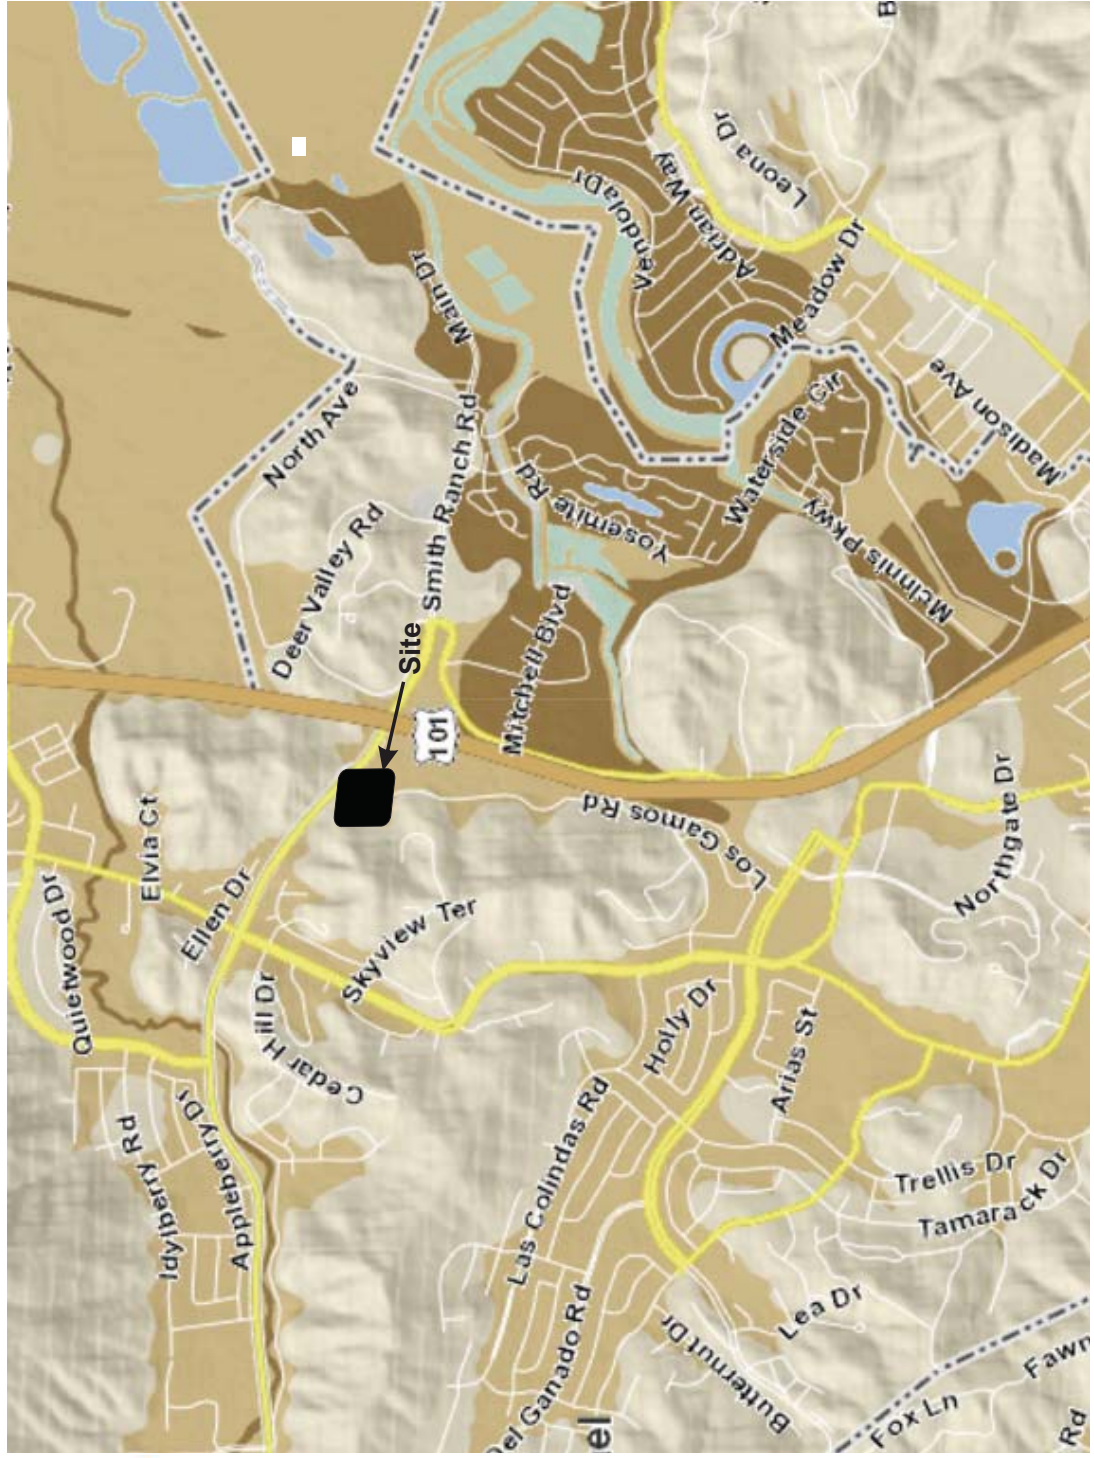 Quietwood Dr
Elvia Ct
Ellen Dr
Idylberry Rd
Appleberry Dr
Cedar Hill Dr
Skyview Ter
Las Colindas Rd
Del Ganado Rd
el
Holly Dr
Arias St
Butternut Dr
Lea Dr
Fox Ln
Fawn
Rd
Trellis Dr
Tamarack Dr
Northgate Dr
Los Gamos Rd
101
Site
Deer Valley Rd
North Ave
Smith Ranch Rd
Mitchell Blvd
Main Dr
Yosemite Rd
Waterside Cir
McInnis Pkwy
Madison Ave
Meadow Dr
Vendola Dr
Adrian Way
Leona Dr
B